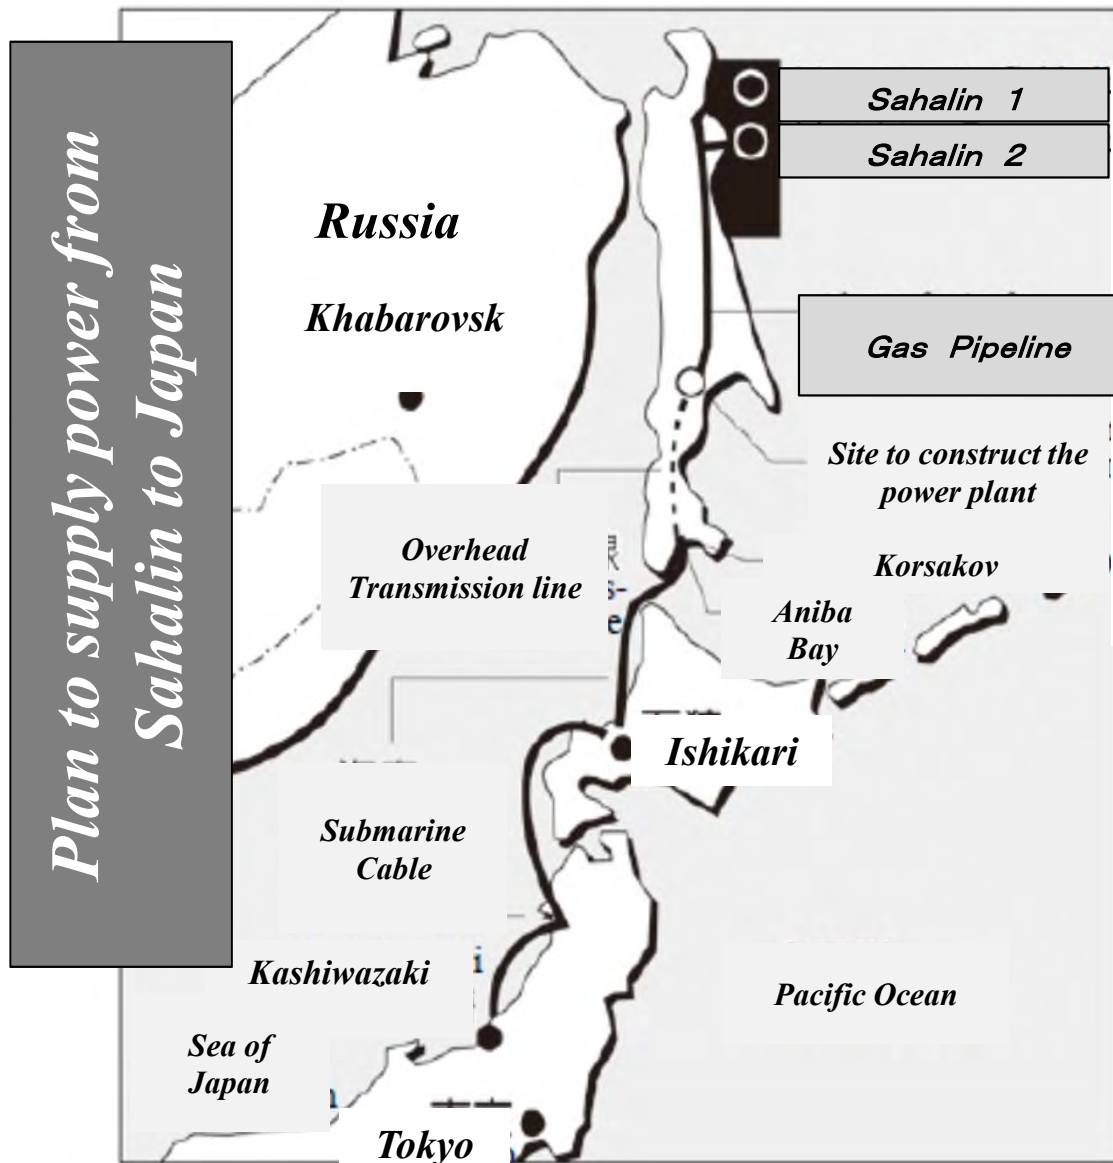 Plan to supply power from
Sahalin to Japan
Sahalin 1
Sahalin 2
Russia
Khabarovsk
Gas Pipeline
Site to construct the
power plant
Korsakov
Overhead
Transmission line
Aniba
Bay
Ishikari
Submarine
Cable
Kashiwazaki
Pacific Ocean
Sea of
Japan
Tokyo